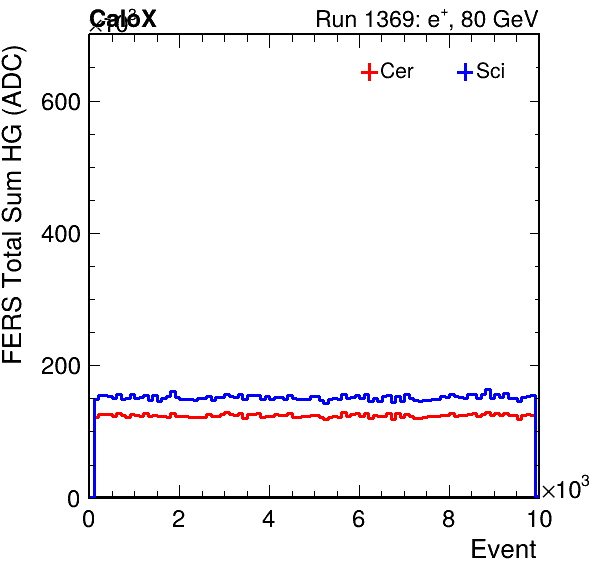 CaloX ×10³ Run 1369: e⁺, 80 GeV
FERS Total Sum HG (ADC)
Cer Sci
600
400
200
0
0 2 4 6 8 10 ×10³
Event